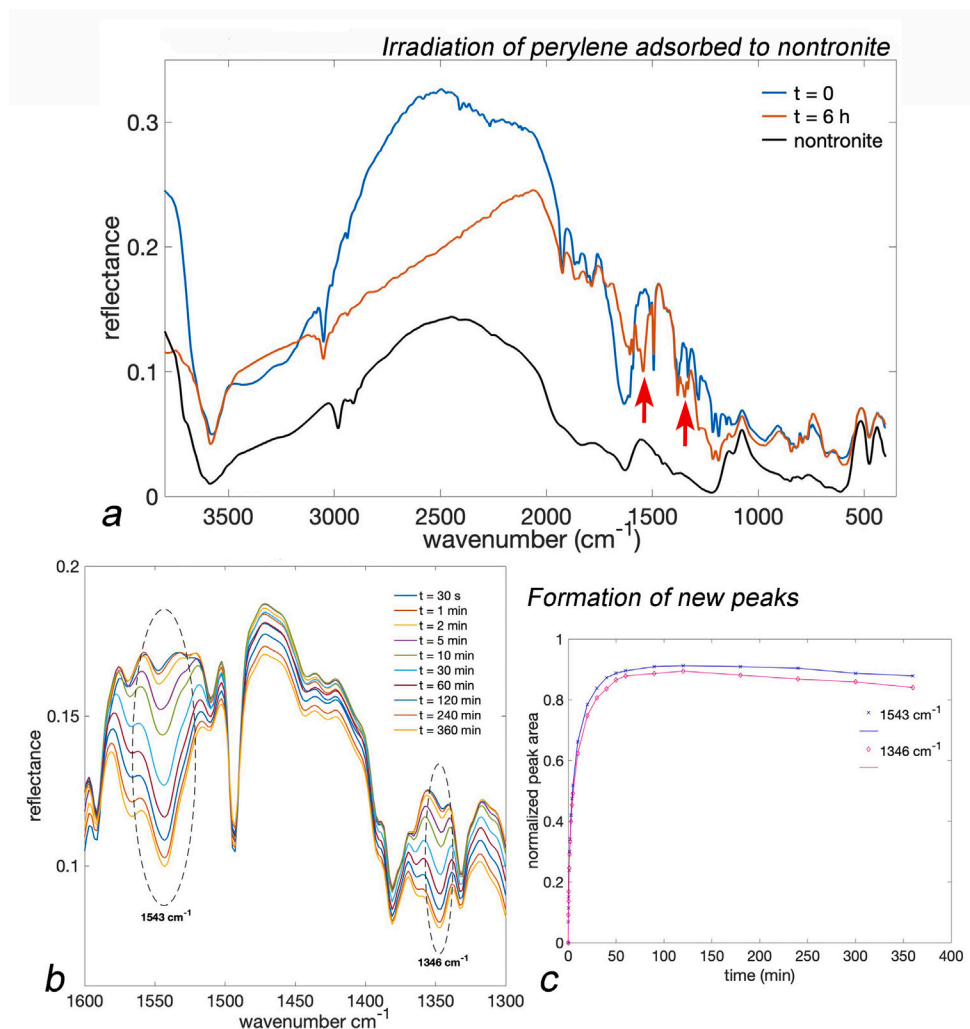 Irradiation of perylene adsorbed to nontronite
t = 0
t = 6 h
nontronite
0.3
0.2
0.1
0
reflectance
3500
3000
2500
2000
1500
1000
500
wavenumber (cm-1)
a
0.2
0.15
0.1
reflectance
t = 30 s
t = 1 min
t = 2 min
t = 5 min
t = 10 min
t = 30 min
t = 60 min
t = 120 min
t = 240 min
t = 360 min
1543 cm-1
1346 cm-1
1600
1550
1500
1450
1400
1350
1300
wavenumber cm-1
b
Formation of new peaks
1
0.8
0.6
0.4
0.2
0
normalized peak area
1543 cm-1
1346 cm-1
0
50
100
150
200
250
300
350
400
time (min)
c